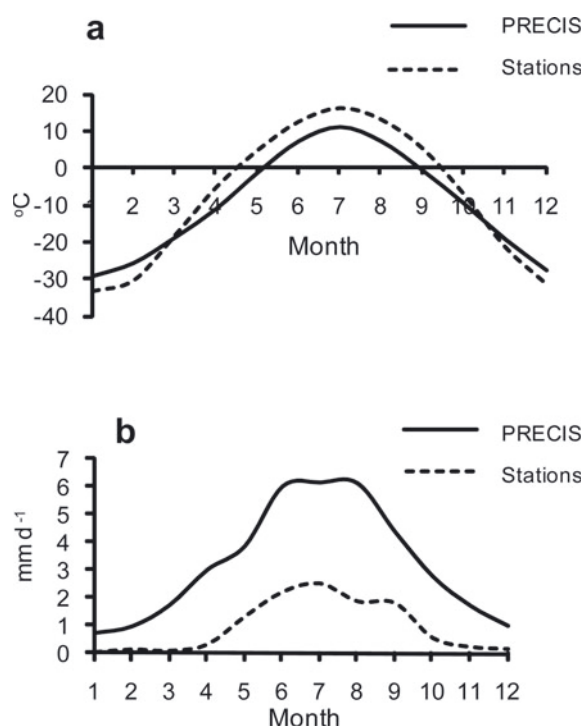 a
PRECIS
Stations
20
10
0
-10
-20
-30
-40
°C
2 3 4 5 6 7 8 9 10 11 12
Month
b
PRECIS
Stations
7
6
5
4
3
2
1
0
mm d⁻¹
1 2 3 4 5 6 7 8 9 10 11 12
Month